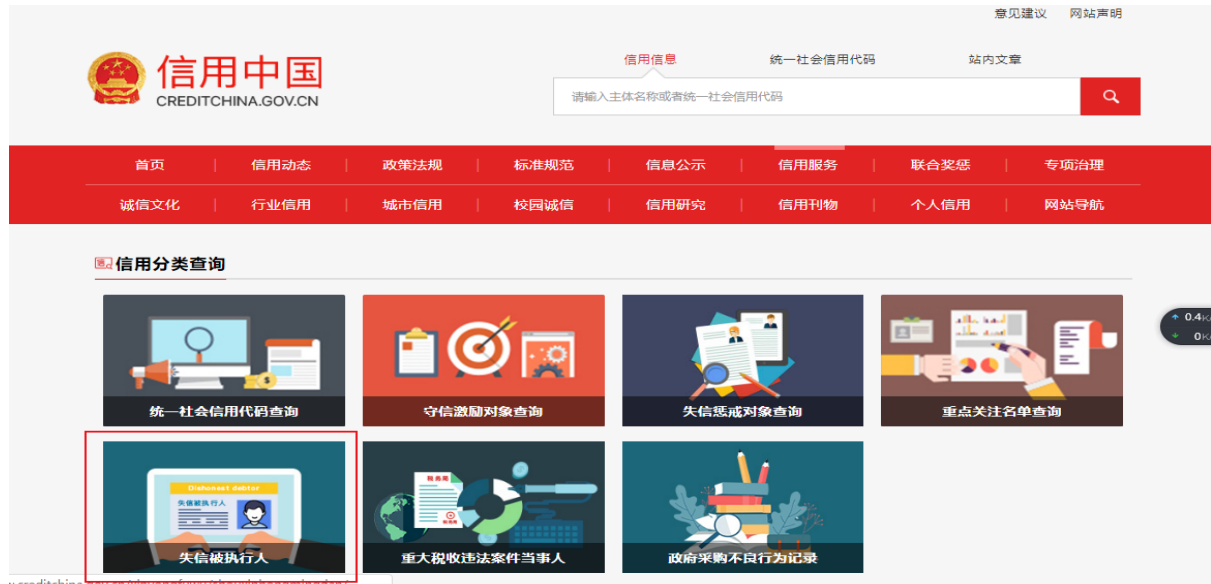 意见建议 网站声明
信用中国
CREDITCHINA.GOV.CN
信用信息 统一社会信用代码 站内文章
请输入主体名称或者统一社会信用代码
首页 信用动态 政策法规 标准规范 信息公示 信用服务 联合奖惩 专项治理
诚信文化 行业信用 城市信用 校园诚信 信用研究 信用刊物 个人信用 网站导航
信用分类查询
统一社会信用代码查询 守信激励对象查询 失信惩戒对象查询 重点关注名单查询
↑ 0.4K
↓ 0K
Dishonest debtor
失信被执行人
税务局
失信被执行人 重大税收违法案件当事人 政府采购不良行为记录